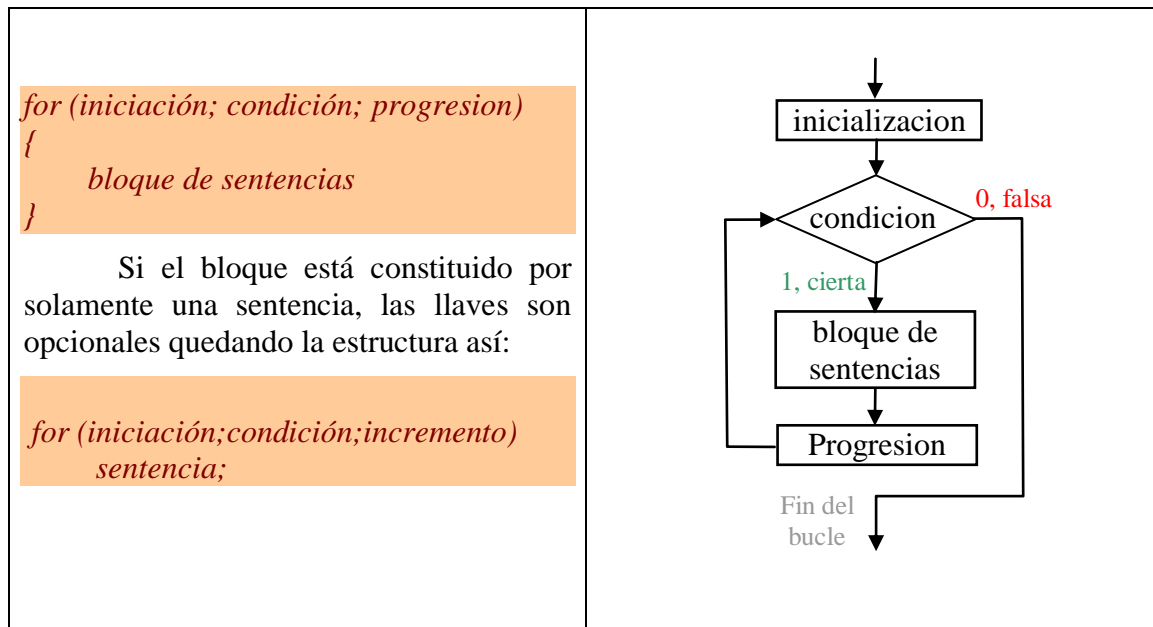 for (iniciación; condición; progresion)
{
bloque de sentencias
}
Si el bloque está constituido por
solamente una sentencia, las llaves son
opcionales quedando la estructura así:
for (iniciación;condición;incremento)
sentencia;
inicializacion
condicion
0, falsa
1, cierta
bloque de
sentencias
Progresion
Fin del
bucle